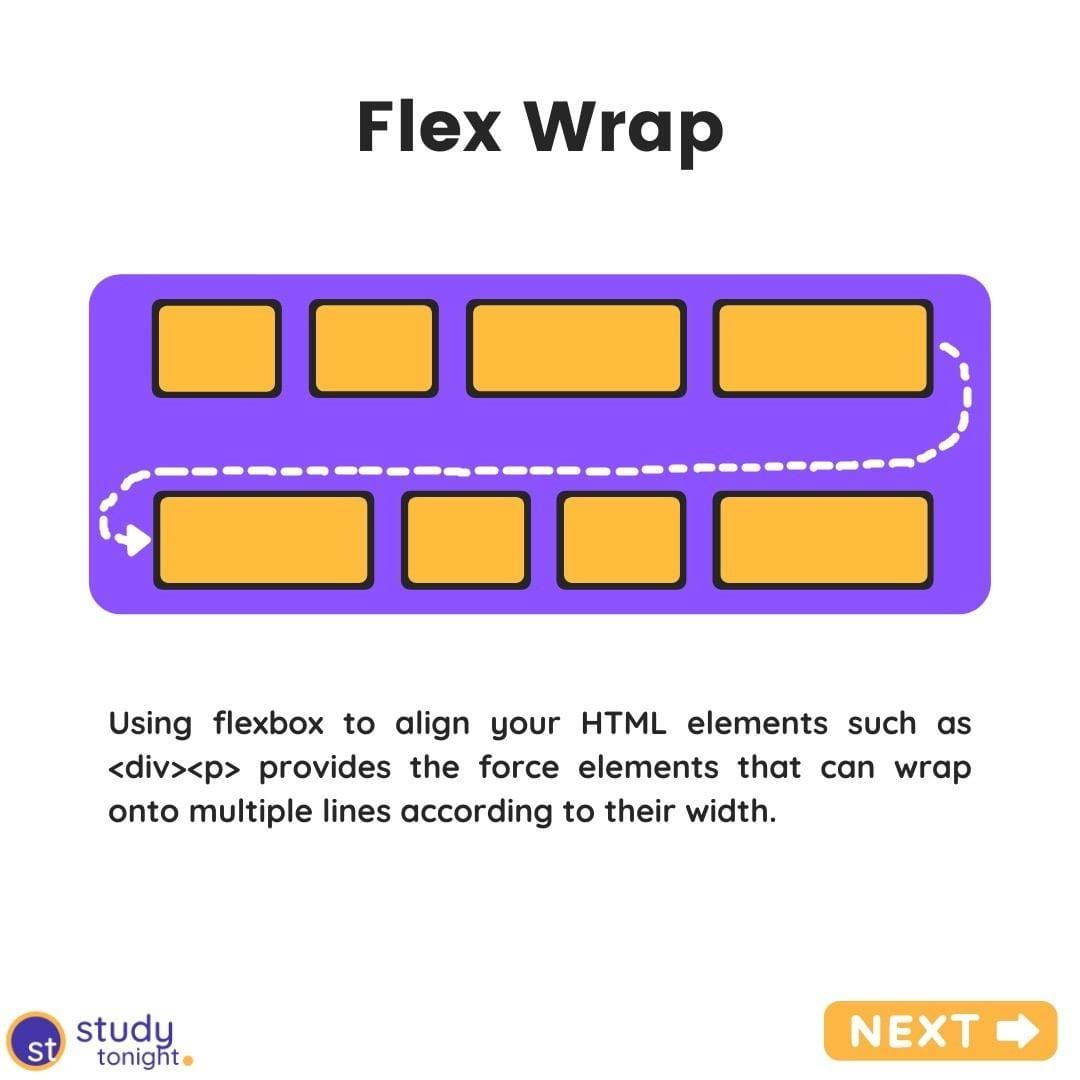 Flex Wrap
Using flexbox to align your HTML elements such as
<div><p> provides the force elements that can wrap
onto multiple lines according to their width.
st
study
tonight
NEXT